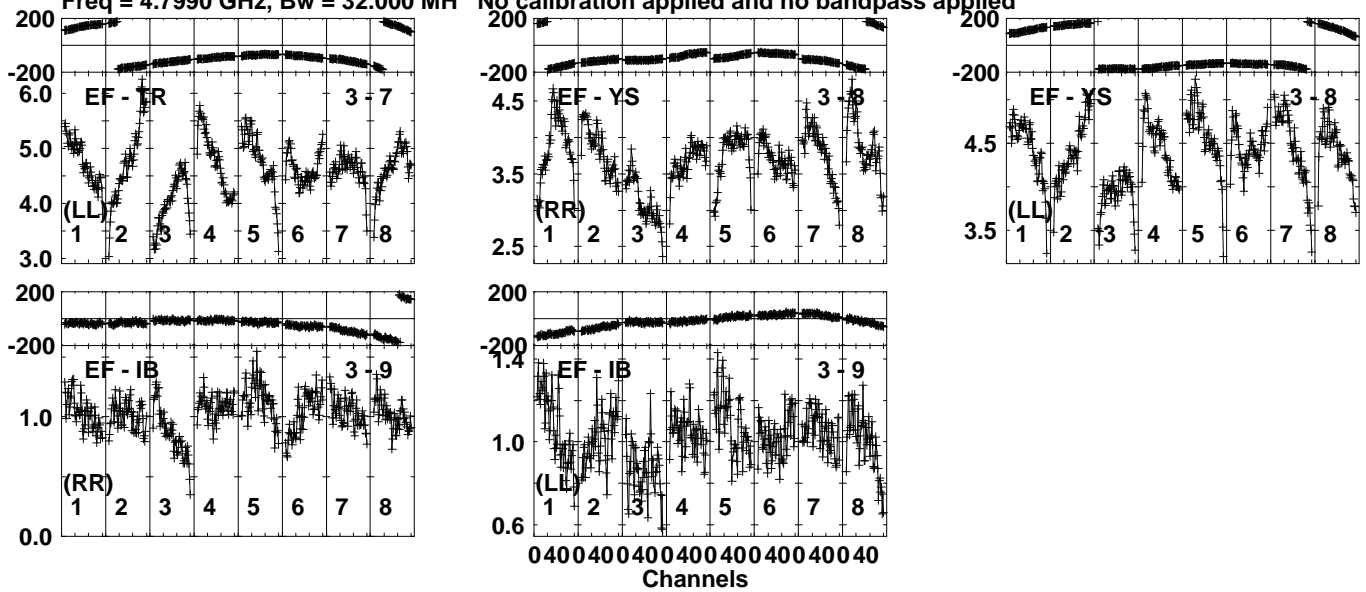 Freq = 4.7990 GHz, Bw = 32.000 MH No calibration applied and no bandpass applied
200
-200
6.0
5.0
4.0
3.0
EF - TR
3 - 7
(LL)
1 2 3 4 5 6 7 8
200
-200
4.5
3.5
2.5
EF - YS
3 - 8
(RR)
1 2 3 4 5 6 7 8
200
-200
4.5
3.5
EF - YS
3 - 8
(LL)
1 2 3 4 5 6 7 8
200
-200
1.0
0.0
EF - IB
3 - 9
(RR)
1 2 3 4 5 6 7 8
200
-200
1.4
1.0
0.6
EF - IB
3 - 9
(LL)
1 2 3 4 5 6 7 8
0 40 0 40 0 40 0 40 0 40 0 40 0 40 0 40
Channels